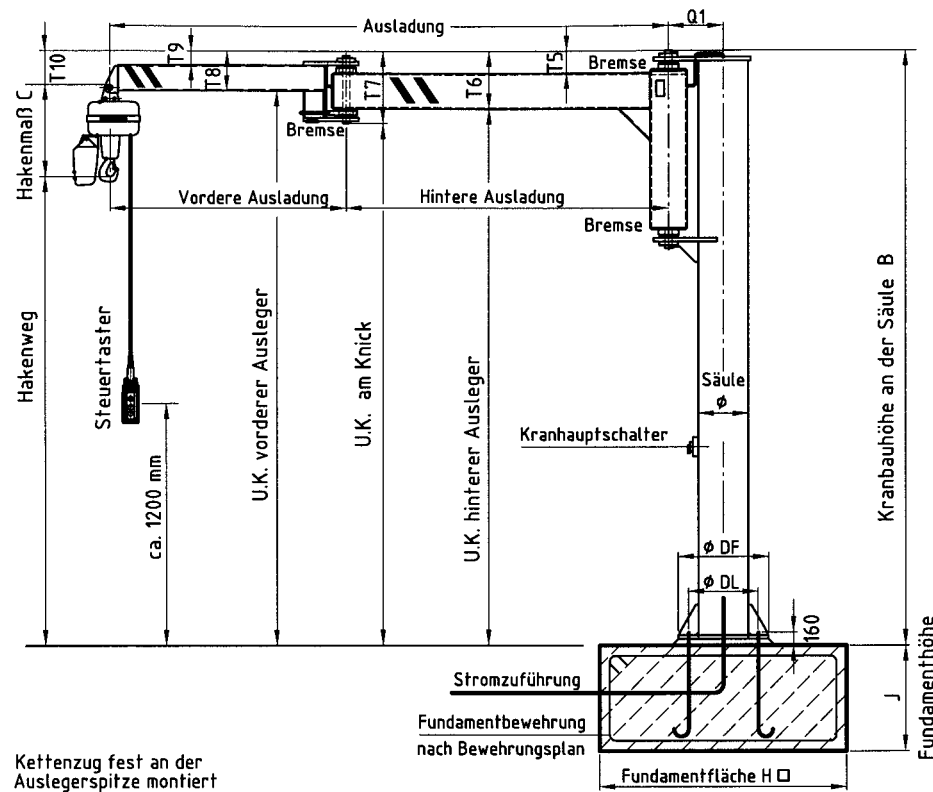 Ausladung
Q1
T10
T9
T8
T7
T6
T5
Bremse
Bremse
Hakenmaß C
Vordere Ausladung
Hintere Ausladung
Bremse
Hakenweg
Steuertaster
ca. 1200 mm
U.K. vorderer Ausleger
U.K. am Knick
U.K. hinterer Ausleger
Säule
ø
Kranhauptschalter
Kranbauhöhe an der Säule B
ø DF
ø DL
160
Stromzuführung
Fundamentbewehrung
nach Bewehrungsplan
J
Fundamenthöhe
Fundamentfläche H □
Kettenzug fest an der
Auslegerspitze montiert